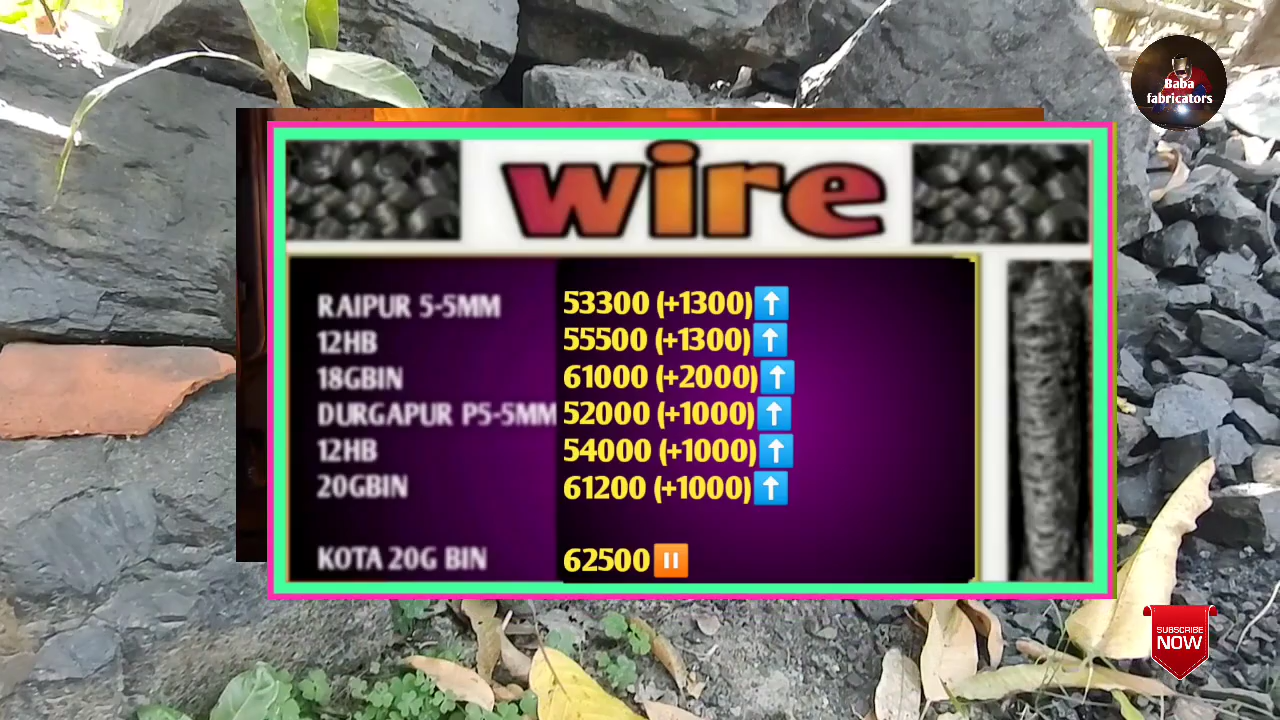 Baba
fabricators
wire
RAIPUR 5-5MM 53300 (+1300)⬆️
12HB 55500 (+1300)⬆️
18GBIN 61000 (+2000)⬆️
DURGAPUR P5-5MM 52000 (+1000)⬆️
12HB 54000 (+1000)⬆️
20GBIN 61200 (+1000)⬆️
KOTA 20G BIN 62500⏸️
SUBSCRIBE
NOW